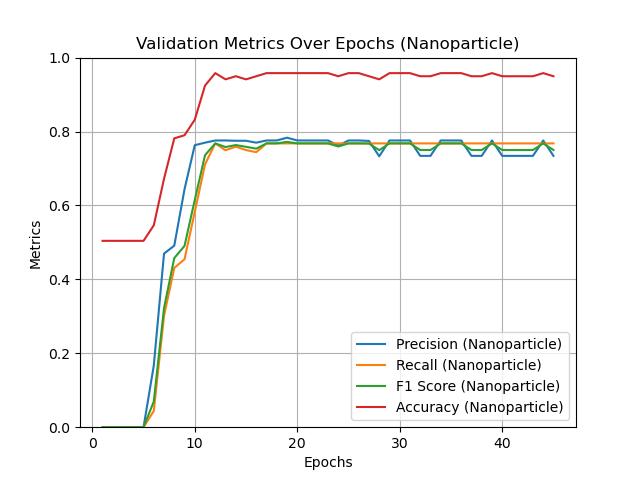 Validation Metrics Over Epochs (Nanoparticle)
1.0
0.8
0.6
0.4
0.2
0.0
Metrics
0 10 20 30 40
Epochs
Precision (Nanoparticle)
Recall (Nanoparticle)
F1 Score (Nanoparticle)
Accuracy (Nanoparticle)